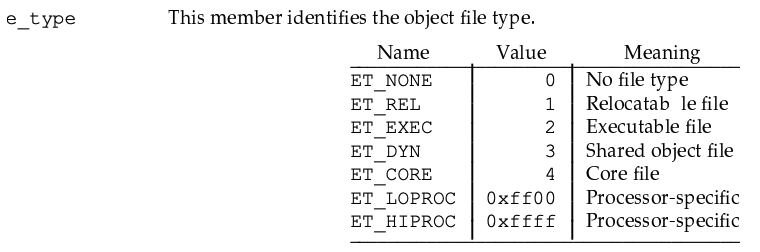 e_type This member identifies the object file type.
Name Value Meaning
ET_NONE 0 No file type
ET_REL 1 Relocatab le file
ET_EXEC 2 Executable file
ET_DYN 3 Shared object file
ET_CORE 4 Core file
ET_LOPROC 0xff00 Processor-specific
ET_HIPROC 0xffff Processor-specific